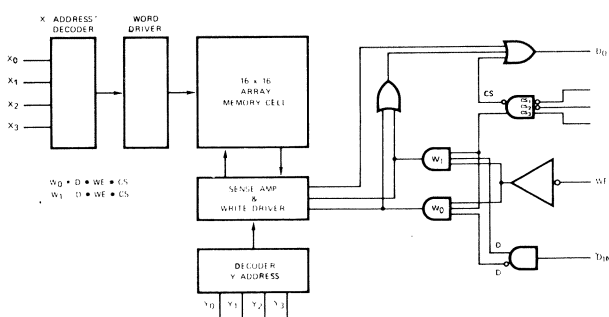 X ADDRESS
DECODER
WORD
DRIVER
X0
X1
X2
X3
16 x 16
ARRAY
MEMORY CELL
D0
CS
CS1
CS2
CS3
W1
WE
W0 • D • WE • CS
W1 D • WE • CS
SENSE AMP
&
WRITE DRIVER
W0
D
D
DIN
DECODER
Y ADDRESS
Y0 Y1 Y2 Y3